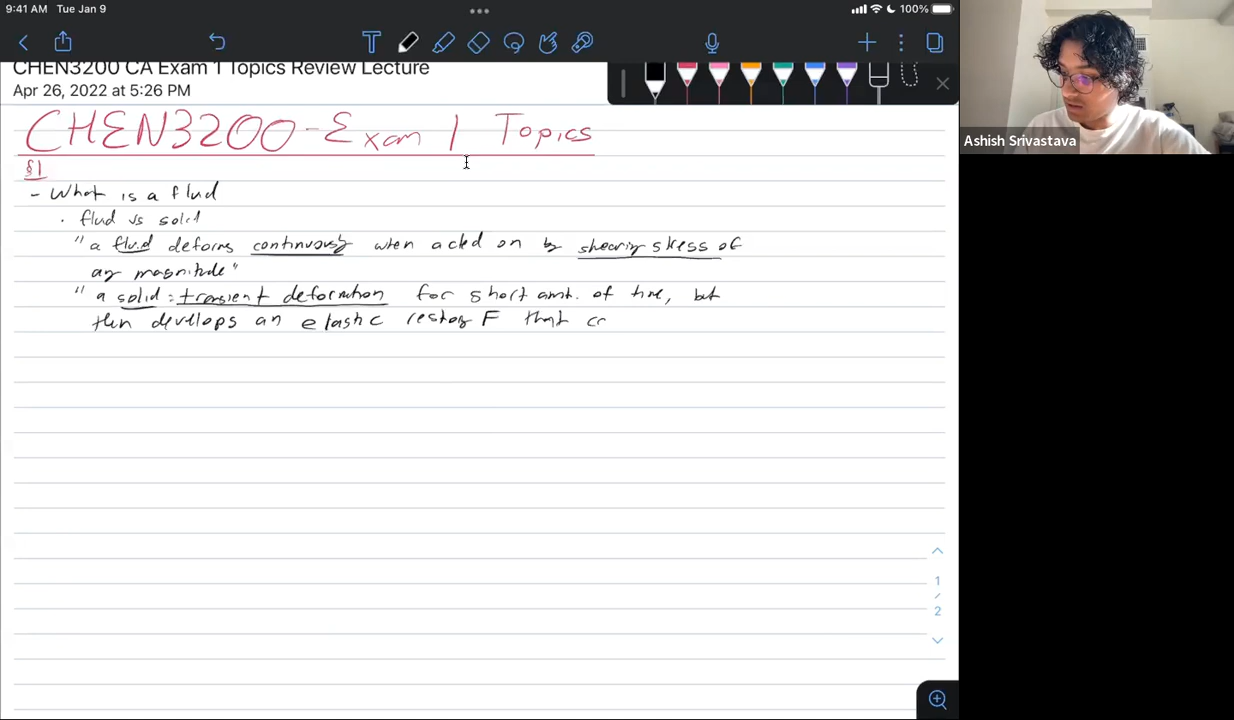 9:41 AM Tue Jan 9
100%
CHEN3200 CA Exam 1 Topics Review Lecture
Apr 26, 2022 at 5:26 PM
CHEN3200 - Exam 1 Topics
§1
- What is a fluid
· fluid vs solid
"a fluid deforms continuously when acted on by shearing stress of
any magnitude"
"a solid: transient deformation for short amt. of time, but
then develops an elastic restoring F that ca
1
/
2
Ashish Srivastava